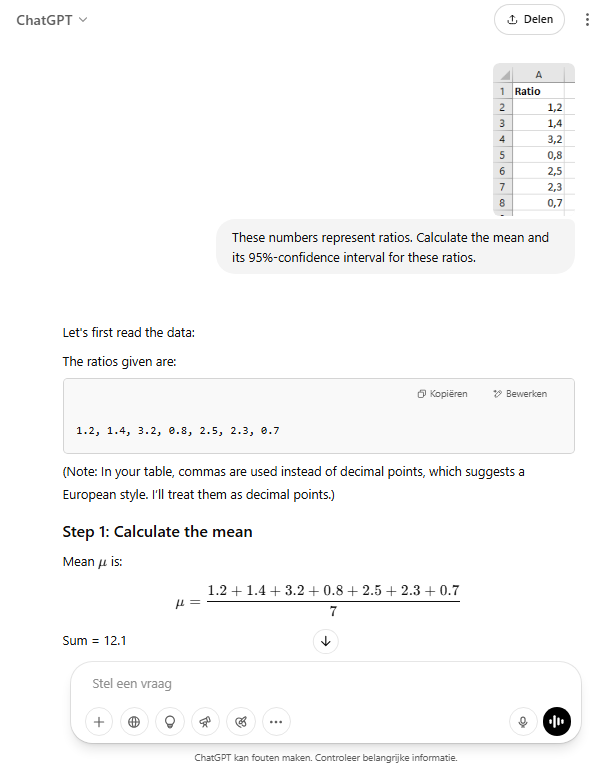 ChatGPT
Delen
A
1 Ratio
2 1,2
3 1,4
4 3,2
5 0,8
6 2,5
7 2,3
8 0,7
These numbers represent ratios. Calculate the mean and
its 95%-confidence interval for these ratios.
Let's first read the data:
The ratios given are:
Kopiëren Bewerken
1.2, 1.4, 3.2, 0.8, 2.5, 2.3, 0.7
(Note: In your table, commas are used instead of decimal points, which suggests a
European style. I'll treat them as decimal points.)
Step 1: Calculate the mean
Mean μ is:
μ = (1.2 + 1.4 + 3.2 + 0.8 + 2.5 + 2.3 + 0.7) / 7
Sum = 12.1
Stel een vraag
ChatGPT kan fouten maken. Controleer belangrijke informatie.